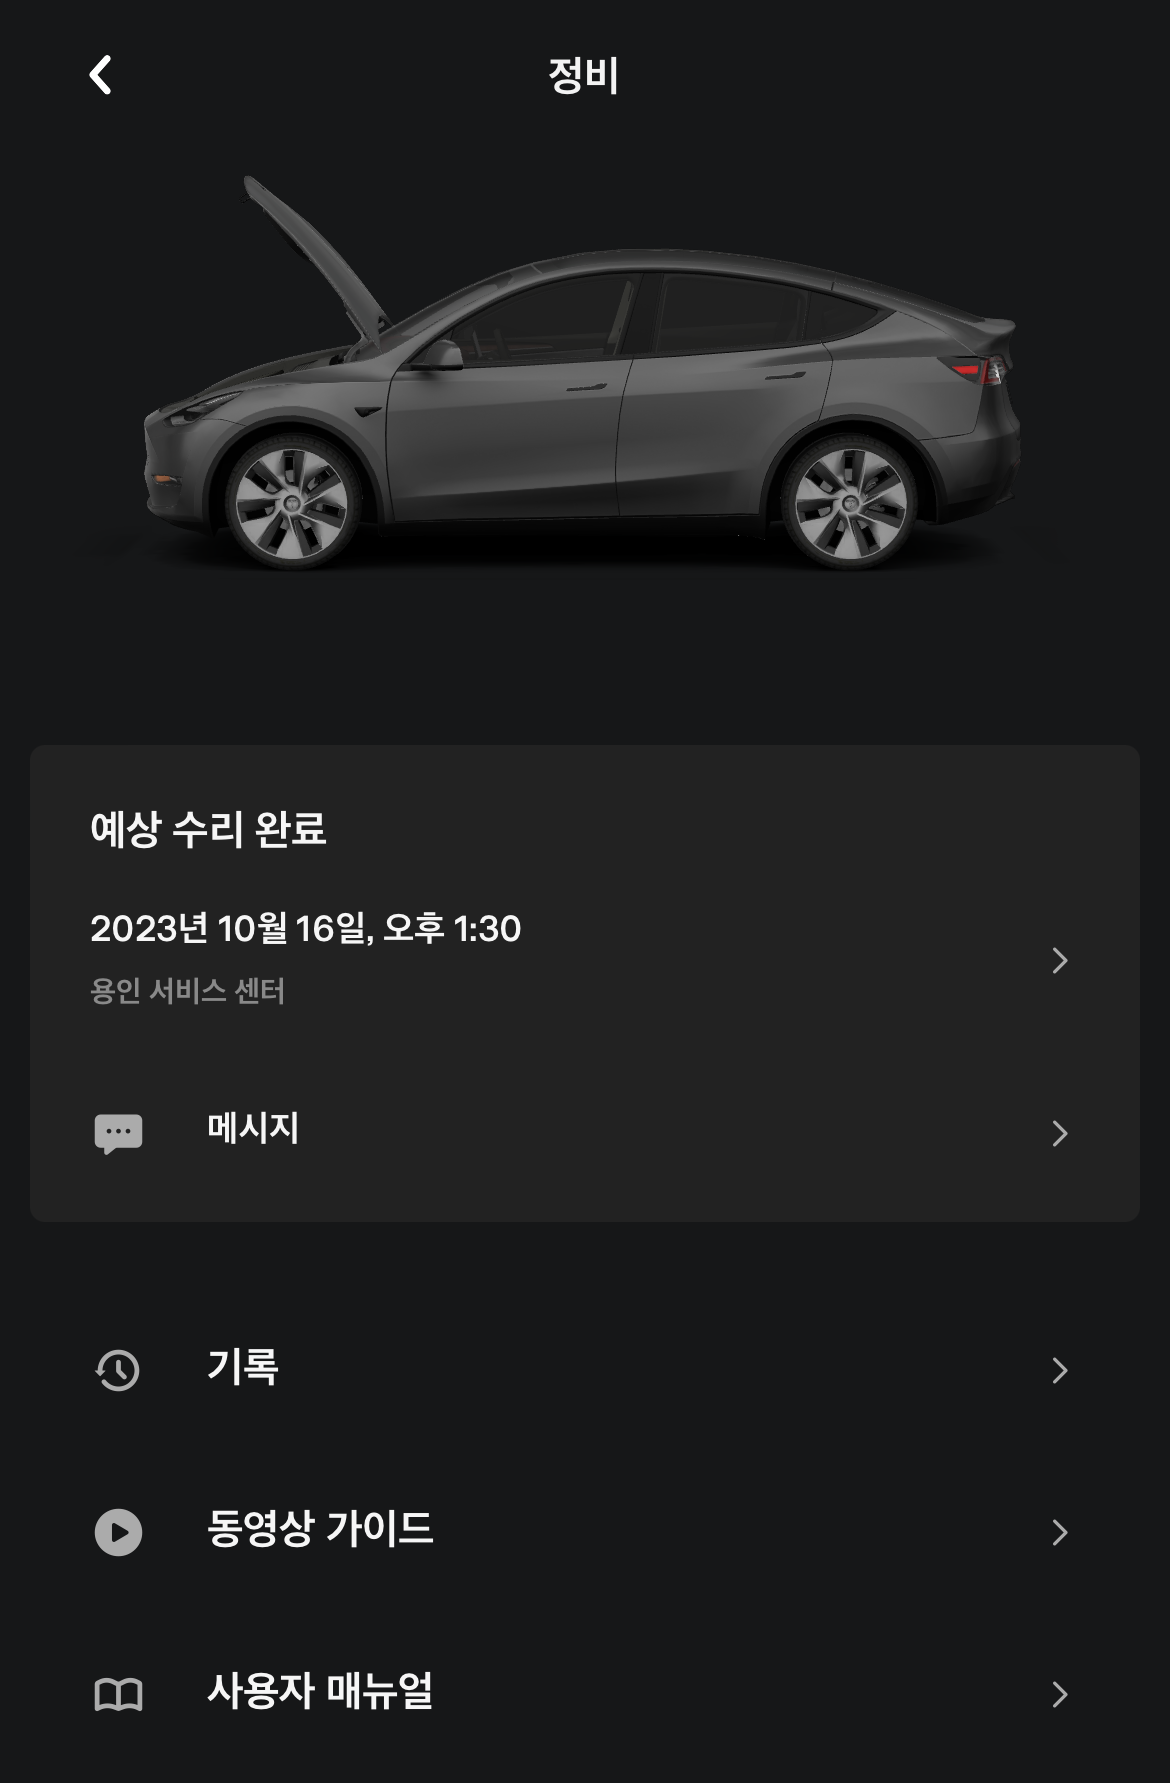 정비
예상 수리 완료
2023년 10월 16일, 오후 1:30
용인 서비스 센터
메시지
기록
동영상 가이드
사용자 매뉴얼